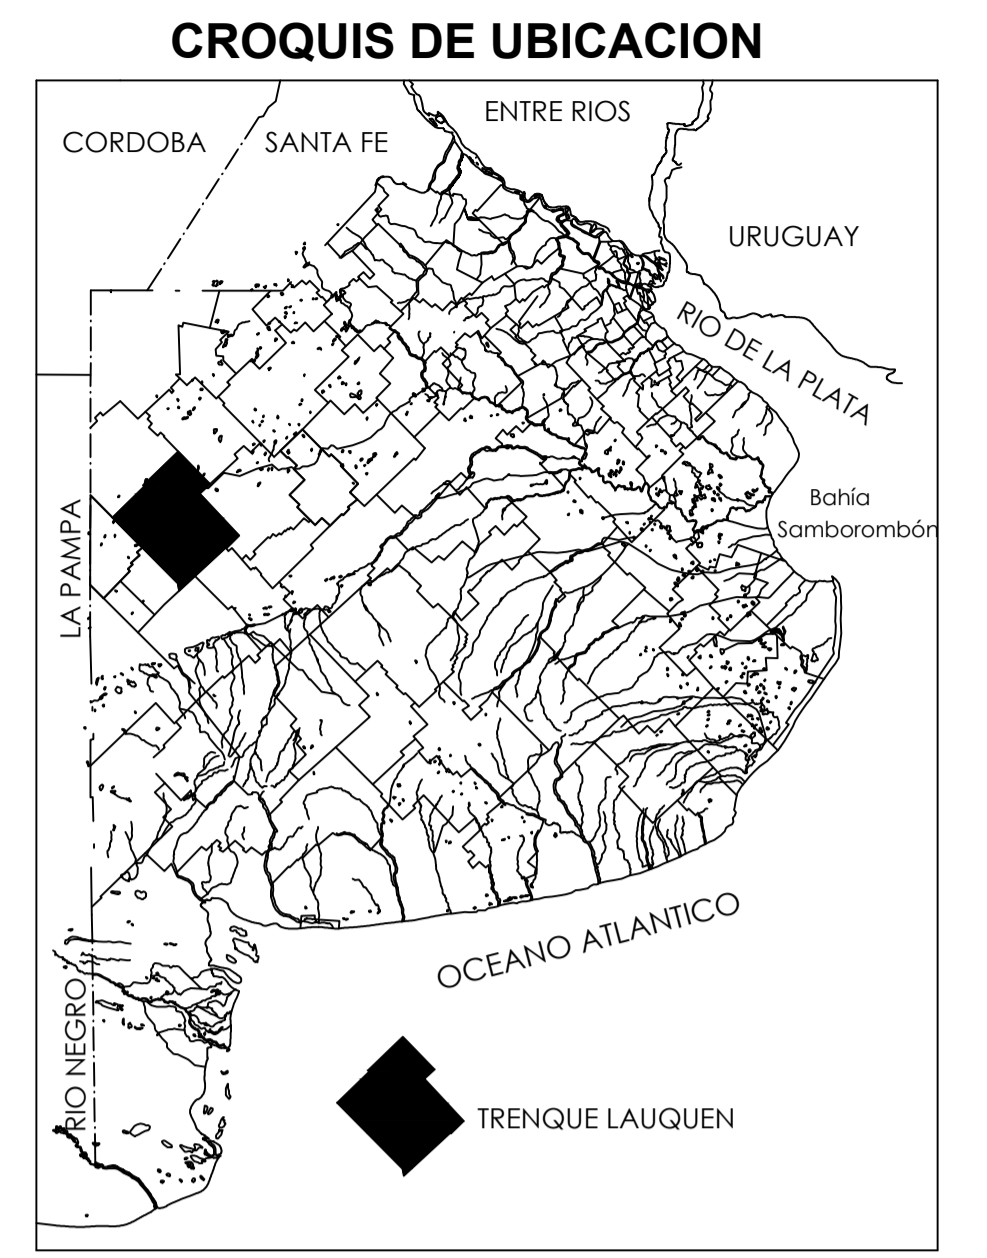 CROQUIS DE UBICACION
ENTRE RIOS
CORDOBA
SANTA FE
URUGUAY
RIO DE LA PLATA
Bahía
Samborombón
LA PAMPA
OCEANO ATLANTICO
RIO NEGRO
TRENQUE LAUQUEN